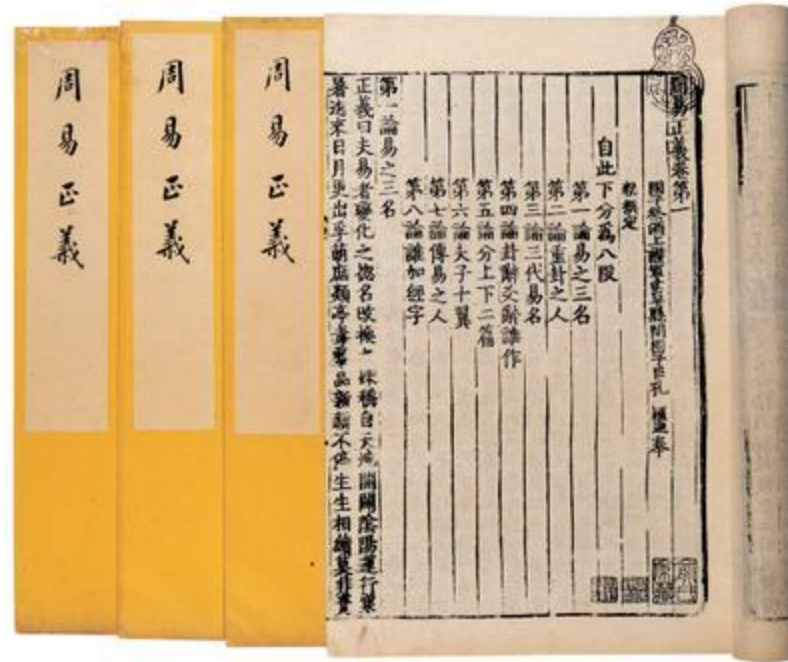 周易正義卷第一
國子祭酒上護軍曲阜縣開國子臣孔穎達奉
勑撰定
自此下分爲八段
第一論易之三名
第二論重卦之人
第三論三代易名
第四論卦辭爻辭誰作
第五論分上下二篇
第六論夫子十翼
第七論傳易之人
第八論誰加經字
第一論易之三名
正義曰夫易者變化之揔名改換之殊稱自天地開闢陰陽運行寒
暑迭來日月更出孚萌庶類亭毒羣品新新不停生生相續莫非資
周易正義
周易正義
周易正義